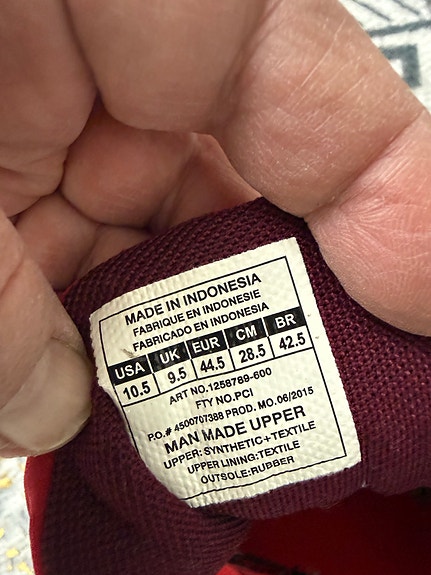 MADE IN INDONESIA
FABRIQUE EN INDONESIE
FABRICADO EN INDONESIA
USA UK EUR CM BR
10.5 9.5 44.5 28.5 42.5
ART NO.1258789-600
FTY NO.PCI
P.O.# 4500707388 PROD. MO.06/2015
MAN MADE UPPER
UPPER: SYNTHETIC+TEXTILE
UPPER LINING:TEXTILE
OUTSOLE:RUBBER